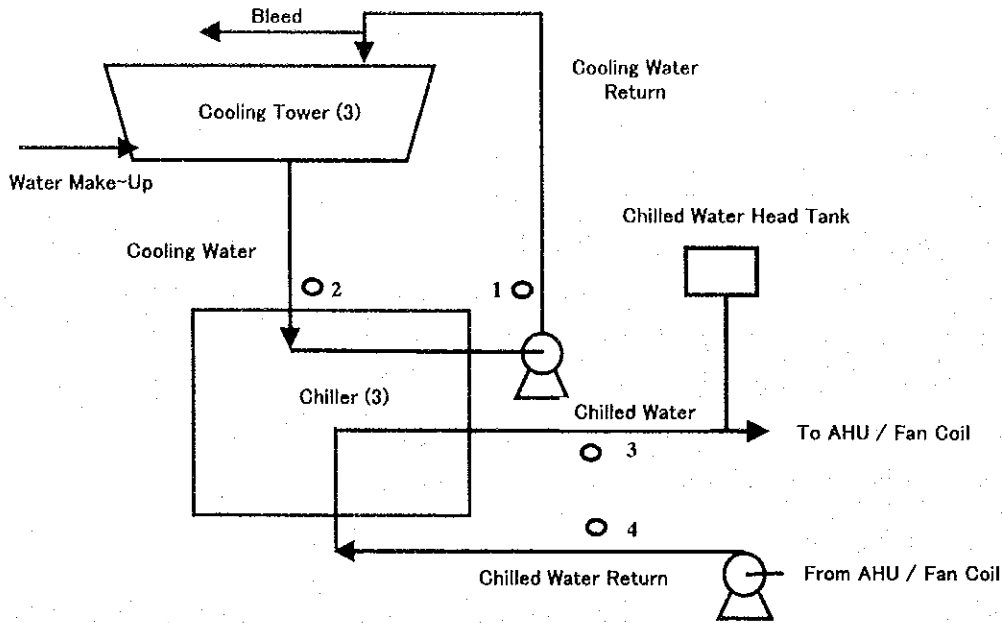 Bleed
Cooling Water
Return
Cooling Tower (3)
Water Make-Up
Chilled Water Head Tank
Cooling Water
2
1
Chiller (3)
Chilled Water
3
To AHU / Fan Coil
4
Chilled Water Return
From AHU / Fan Coil